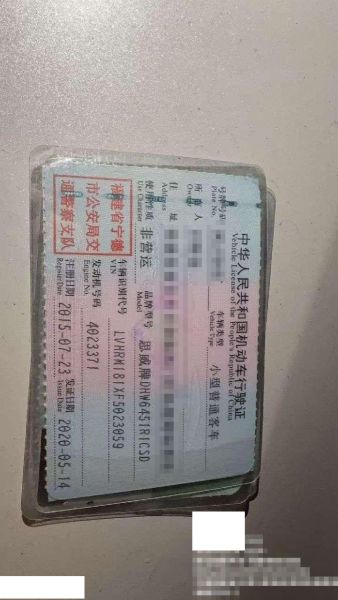 中华人民共和国机动车行驶证
Vehicle License of the People's Republic of China
号牌号码
Plate No.
车辆类型 小型普通客车
Vehicle Type
所有人
Owner
住址
Address
使用性质 非营运
Use Character
品牌型号 思威牌DHW6451R1CSD
Model
福建省宁德
市公安局交
通警察支队
车辆识别代号 LVHRM181XF5023059
VIN
发动机号码 4023371
Engine No.
注册日期 2015-07-23
Register Date
发证日期 2020-05-14
Issue Date